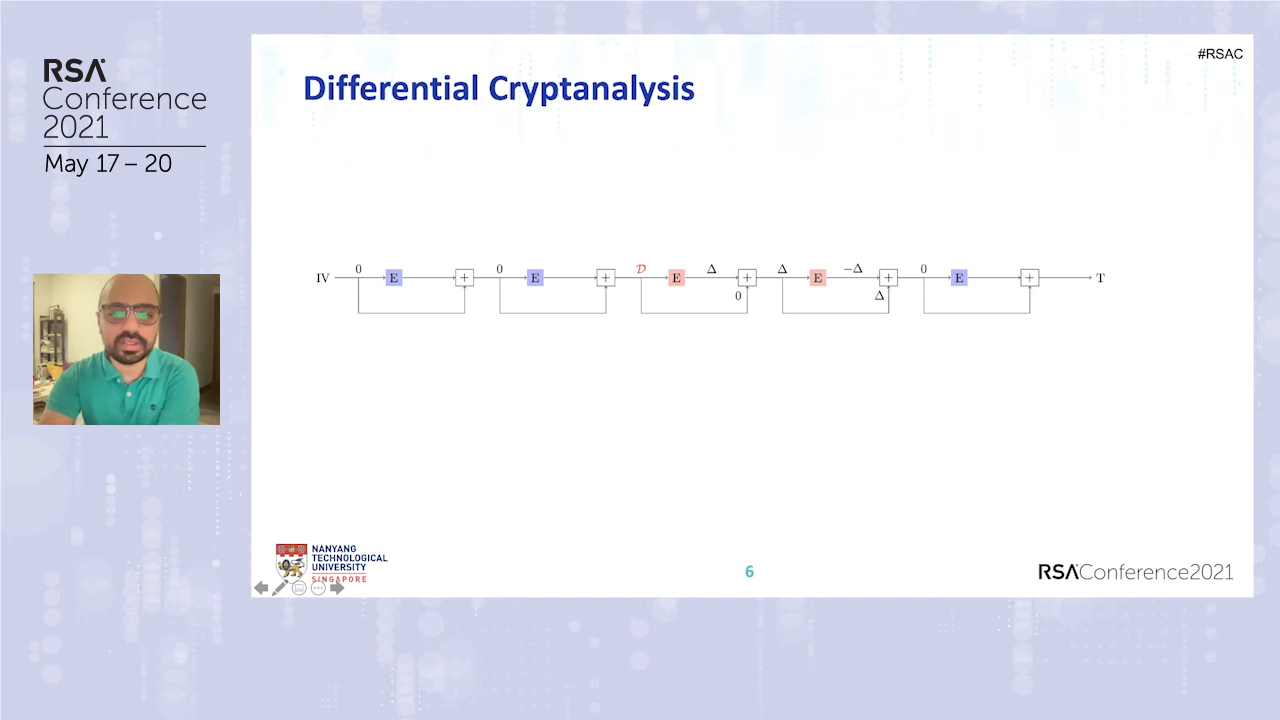 RSA
Conference
2021
May 17 – 20
#RSAC
Differential Cryptanalysis
IV 0 E + 0 E + 𝒟 E Δ + Δ E −Δ + 0 E + T
0 Δ
NANYANG
TECHNOLOGICAL
UNIVERSITY
SINGAPORE
6
RSAConference2021